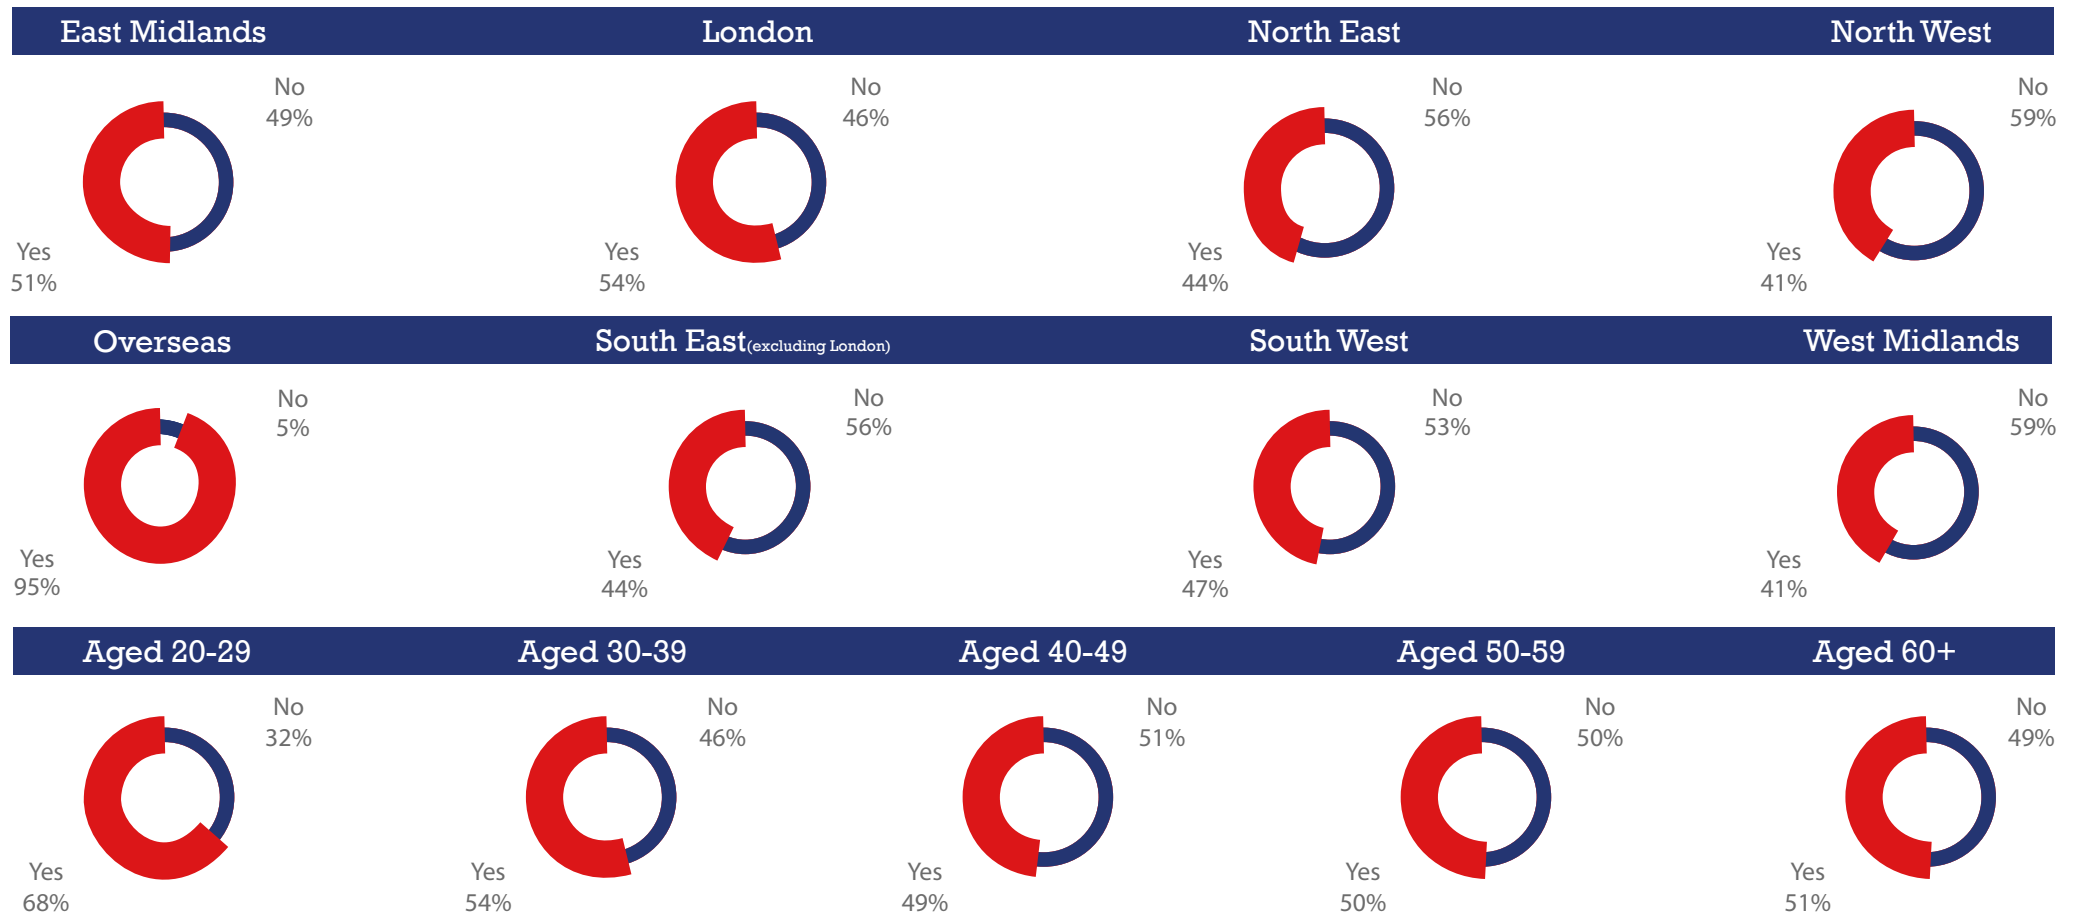 East Midlands
London
North East
North West
No
49%
Yes
51%
No
46%
Yes
54%
No
56%
Yes
44%
No
59%
Yes
41%
Overseas
South East (excluding London)
South West
West Midlands
No
5%
Yes
95%
No
56%
Yes
44%
No
53%
Yes
47%
No
59%
Yes
41%
Aged 20-29
Aged 30-39
Aged 40-49
Aged 50-59
Aged 60+
No
32%
Yes
68%
No
46%
Yes
54%
No
51%
Yes
49%
No
50%
Yes
50%
No
49%
Yes
51%